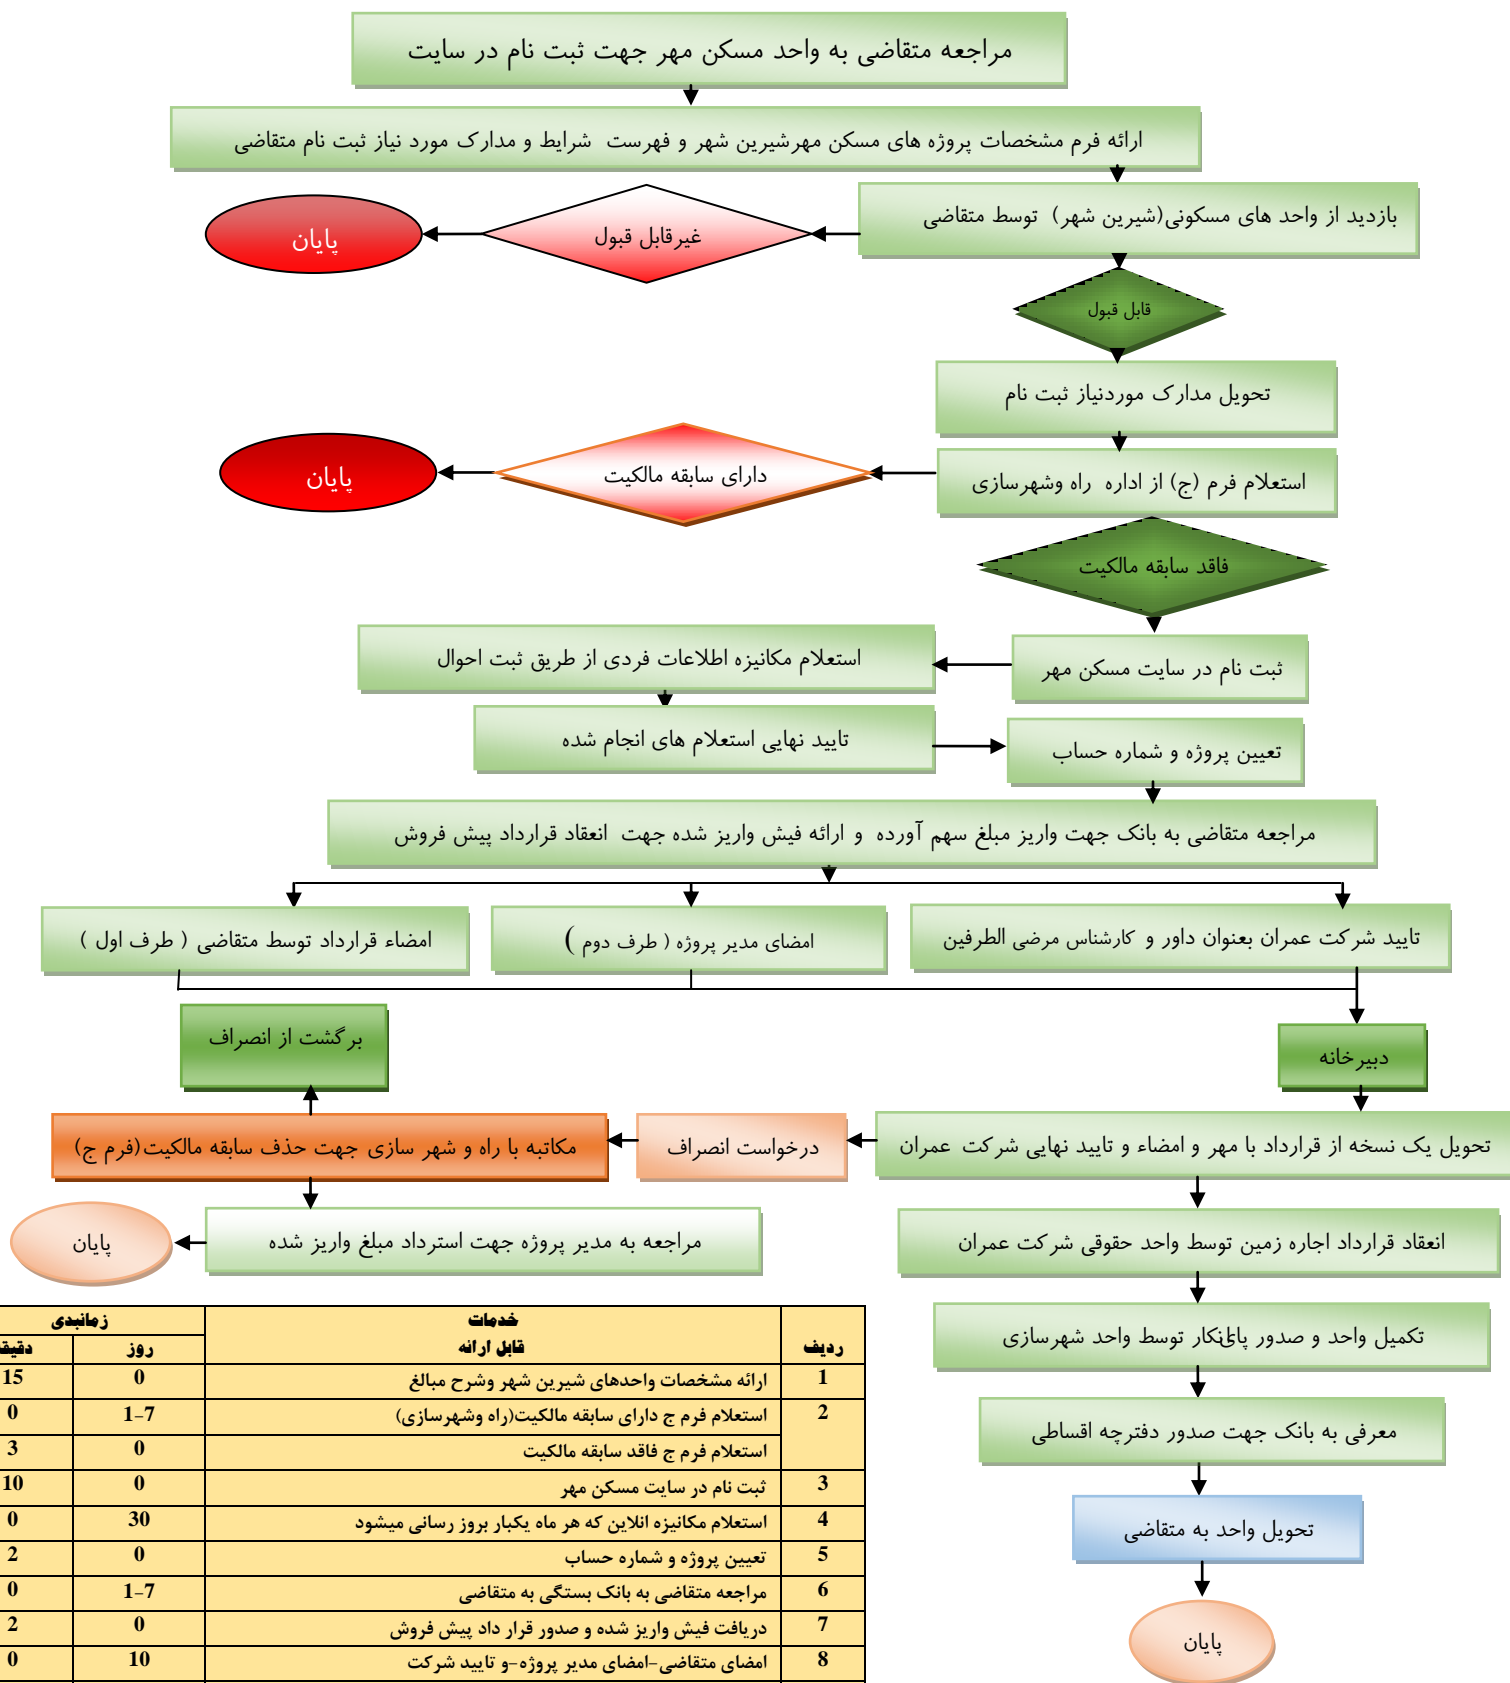 مراجعه متقاضی به واحد مسکن مهر جهت ثبت نام در سایت
ارائه فرم مشخصات پروژه های مسکن مهرشیرین شهر و فهرست شرایط و مدارک مورد نیاز ثبت نام متقاضی
بازدید از واحد های مسکونی(شیرین شهر) توسط متقاضی
غیرقابل قبول
پایان
قابل قبول
تحویل مدارک موردنیاز ثبت نام
استعلام فرم (ج) از اداره راه وشهرسازی
دارای سابقه مالکیت
پایان
فاقد سابقه مالکیت
ثبت نام در سایت مسکن مهر
استعلام مکانیزه اطلاعات فردی از طریق ثبت احوال
تایید نهایی استعلام های انجام شده
تعیین پروژه و شماره حساب
مراجعه متقاضی به بانک جهت واریز مبلغ سهم آورده و ارائه فیش واریز شده جهت انعقاد قرارداد پیش فروش
تایید شرکت عمران بعنوان داور و کارشناس مرضی الطرفین
امضای مدیر پروژه ( طرف دوم )
امضاء قرارداد توسط متقاضی ( طرف اول )
دبیرخانه
برگشت از انصراف
تحویل یک نسخه از قرارداد با مهر و امضاء و تایید نهایی شرکت عمران
درخواست انصراف
مکاتبه با راه و شهر سازی جهت حذف سابقه مالکیت(فرم ج)
مراجعه به مدیر پروژه جهت استرداد مبلغ واریز شده
پایان
انعقاد قرارداد اجاره زمین توسط واحد حقوقی شرکت عمران
تکمیل واحد و صدور پایانکار توسط واحد شهرسازی
معرفی به بانک جهت صدور دفترچه اقساطی
تحویل واحد به متقاضی
پایان
ردیف خدمات قابل ارائه زمانبدی
روز دقیقه
1 ارائه مشخصات واحدهای شیرین شهر وشرح مبالغ 0 15
2 استعلام فرم ج دارای سابقه مالکیت(راه وشهرسازی) 1-7 0
استعلام فرم ج فاقد سابقه مالکیت 0 3
3 ثبت نام در سایت مسکن مهر 0 10
4 استعلام مکانیزه انلاین که هر ماه یکبار بروز رسانی میشود 30 0
5 تعیین پروژه و شماره حساب 0 2
6 مراجعه متقاضی به بانک بستگی به متقاضی 1-7 0
7 دریافت فیش واریز شده و صدور قرار داد پیش فروش 0 2
8 امضای متقاضی-امضای مدیر پروژه-و تایید شرکت 10 0